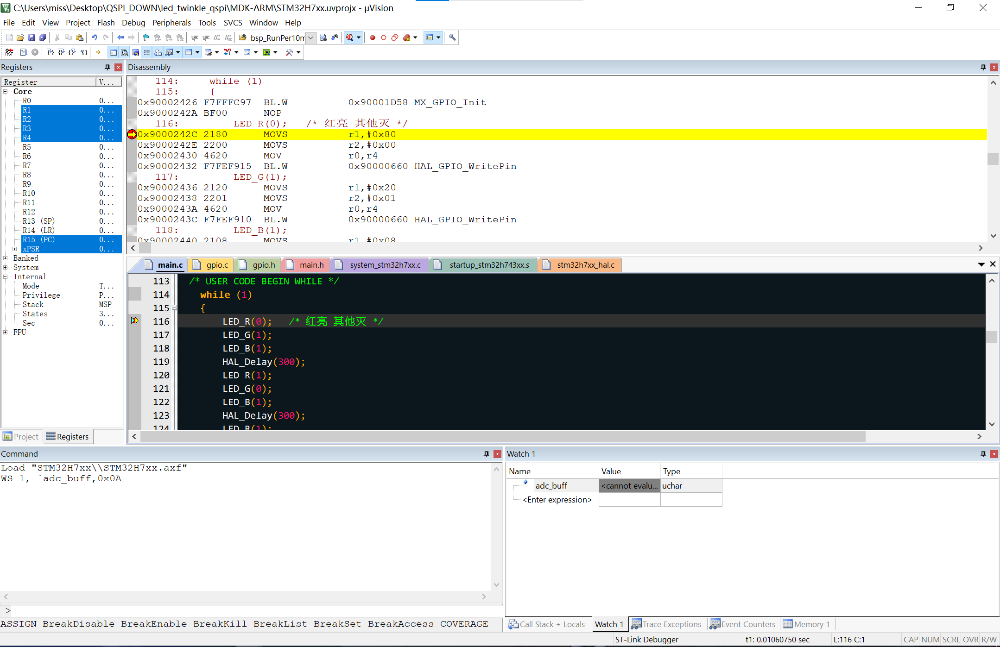 C:\Users\miss\Desktop\QSPI_DOWN\led_twinkle_qspi\MDK-ARM\STM32H7xx.uvprojx - µVision
File Edit View Project Flash Debug Peripherals Tools SVCS Window Help
bsp_RunPer10m
RST
Registers
Register V...
Core
R0 0...
R1 0...
R2 0...
R3 0...
R4 0...
R5 0...
R6 0...
R7 0...
R8 0...
R9 0...
R10 0...
R11 0...
R12 0...
R13 (SP) 0...
R14 (LR) 0...
R15 (PC) 0...
xPSR 0...
Banked
System
Internal
Mode T...
Privilege P...
Stack MSP
States 3...
Sec 0...
FPU
Project Registers
Disassembly
114: while (1)
115: {
0x90002426 F7FFFC97 BL.W 0x90001D58 MX_GPIO_Init
0x9000242A BF00 NOP
116: LED_R(0); /* 红亮 其他灭 */
0x9000242C 2180 MOVS r1,#0x80
0x9000242E 2200 MOVS r2,#0x00
0x90002430 4620 MOV r0,r4
0x90002432 F7FEF915 BL.W 0x90000660 HAL_GPIO_WritePin
117: LED_G(1);
0x90002436 2120 MOVS r1,#0x20
0x90002438 2201 MOVS r2,#0x01
0x9000243A 4620 MOV r0,r4
0x9000243C F7FEF910 BL.W 0x90000660 HAL_GPIO_WritePin
118: LED_B(1);
0x90002440 2108 MOVS r1,#0x08
main.c gpio.c gpio.h main.h system_stm32h7xx.c startup_stm32h743xx.s stm32h7xx_hal.c
113 /* USER CODE BEGIN WHILE */
114 while (1)
115 {
116 LED_R(0); /* 红亮 其他灭 */
117 LED_G(1);
118 LED_B(1);
119 HAL_Delay(300);
120 LED_R(1);
121 LED_G(0);
122 LED_B(1);
123 HAL_Delay(300);
124 LED_R(1);
Command
Load "STM32H7xx\\STM32H7xx.axf"
WS 1, `adc_buff,0x0A
>
ASSIGN BreakDisable BreakEnable BreakKill BreakList BreakSet BreakAccess COVERAGE
Watch 1
Name Value Type
adc_buff <cannot evalu... uchar
<Enter expression>
Call Stack + Locals Watch 1 Trace Exceptions Event Counters Memory 1
ST-Link Debugger t1: 0.01060750 sec L:116 C:1 CAP NUM SCRL OVR R/W